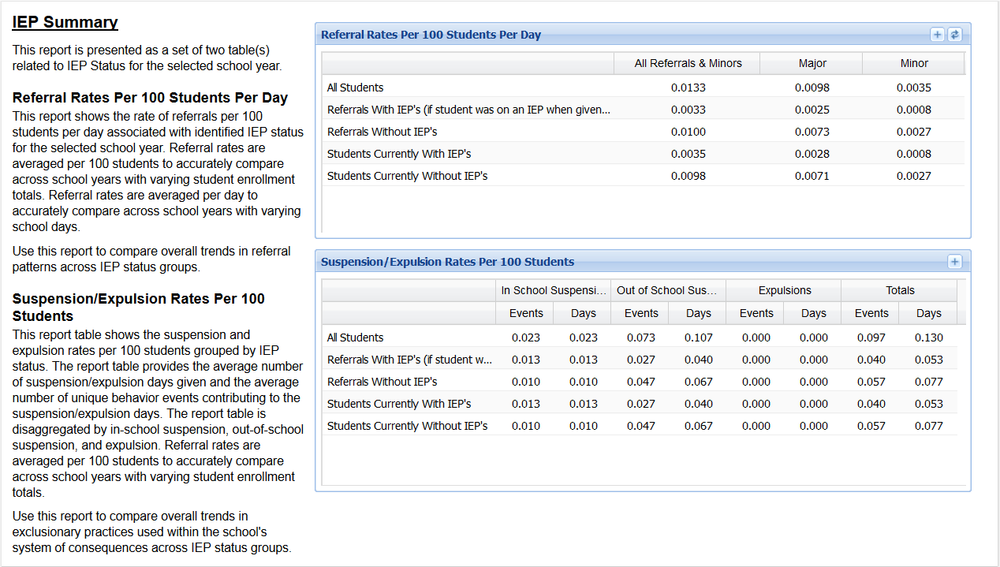 IEP Summary
This report is presented as a set of two table(s)
related to IEP Status for the selected school year.
Referral Rates Per 100 Students Per Day
This report shows the rate of referrals per 100
students per day associated with identified IEP status
for the selected school year. Referral rates are
averaged per 100 students to accurately compare
across school years with varying student enrollment
totals. Referral rates are averaged per day to
accurately compare across school years with varying
school days.
Use this report to compare overall trends in referral
patterns across IEP status groups.
Suspension/Expulsion Rates Per 100
Students
This report table shows the suspension and
expulsion rates per 100 students grouped by IEP
status. The report table provides the average number
of suspension/expulsion days given and the average
number of unique behavior events contributing to the
suspension/expulsion days. The report table is
disaggregated by in-school suspension, out-of-school
suspension, and expulsion. Referral rates are
averaged per 100 students to accurately compare
across school years with varying student enrollment
totals.
Use this report to compare overall trends in
exclusionary practices used within the school's
system of consequences across IEP status groups.
Referral Rates Per 100 Students Per Day
All Referrals & Minors Major Minor
All Students 0.0133 0.0098 0.0035
Referrals With IEP's (if student was on an IEP when given... 0.0033 0.0025 0.0008
Referrals Without IEP's 0.0100 0.0073 0.0027
Students Currently With IEP's 0.0035 0.0028 0.0008
Students Currently Without IEP's 0.0098 0.0071 0.0027
Suspension/Expulsion Rates Per 100 Students
In School Suspensi... Out of School Sus... Expulsions Totals
Events Days Events Days Events Days Events Days
All Students 0.023 0.023 0.073 0.107 0.000 0.000 0.097 0.130
Referrals With IEP's (if student w... 0.013 0.013 0.027 0.040 0.000 0.000 0.040 0.053
Referrals Without IEP's 0.010 0.010 0.047 0.067 0.000 0.000 0.057 0.077
Students Currently With IEP's 0.013 0.013 0.027 0.040 0.000 0.000 0.040 0.053
Students Currently Without IEP's 0.010 0.010 0.047 0.067 0.000 0.000 0.057 0.077